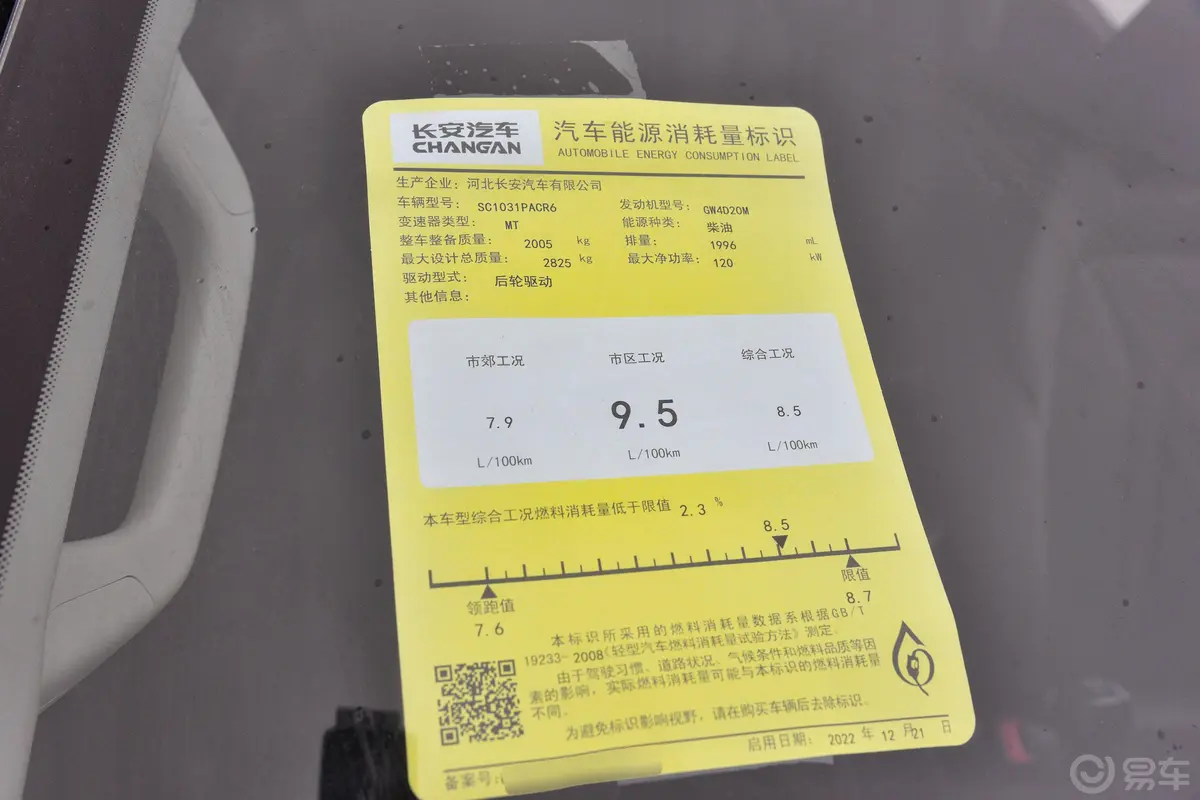 长安汽车
CHANGAN
汽车能源消耗量标识
AUTOMOBILE ENERGY CONSUMPTION LABEL
生产企业：河北长安汽车有限公司
车辆型号： SC1031PACR6 发动机型号： GW4D20M
变速器类型： MT 能源种类： 柴油
整车整备质量： 2005 kg 排量： 1996 mL
最大设计总质量： 2825 kg 最大净功率： 120 kW
驱动型式： 后轮驱动
其他信息：
市郊工况 市区工况 综合工况
7.9 9.5 8.5
L/100km L/100km L/100km
本车型综合工况燃料消耗量低于限值 2.3 %
8.5
领跑值 限值
7.6 8.7
本标识所采用的燃料消耗量数据系根据GB/T
19233-2008《轻型汽车燃料消耗量试验方法》测定。
由于驾驶习惯、道路状况、气候条件和燃料品质等因
素的影响，实际燃料消耗量可能与本标识的燃料消耗量
不同。
为避免标识影响视野，请在购买车辆后去除标识。
启用日期： 2022 年 12 月 21 日
备案号：
易车